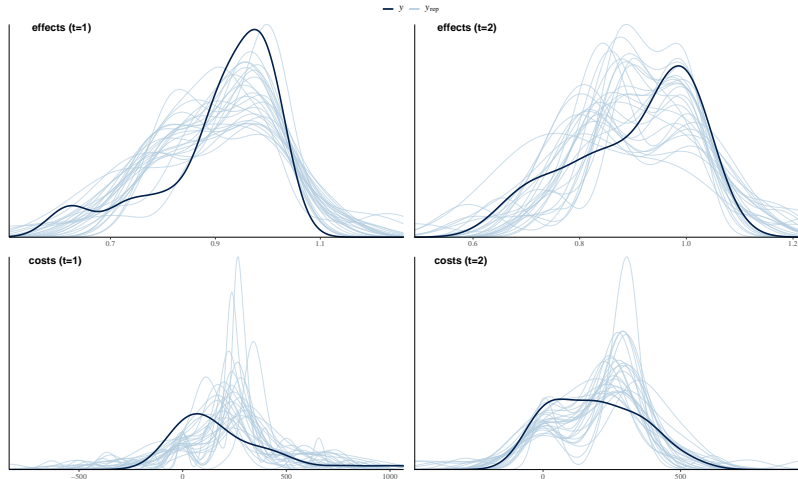 y yrep
effects (t=1)
effects (t=2)
0.7 0.9 1.1
0.6 0.8 1.0 1.2
costs (t=1)
costs (t=2)
−500 0 500 1000
0 500